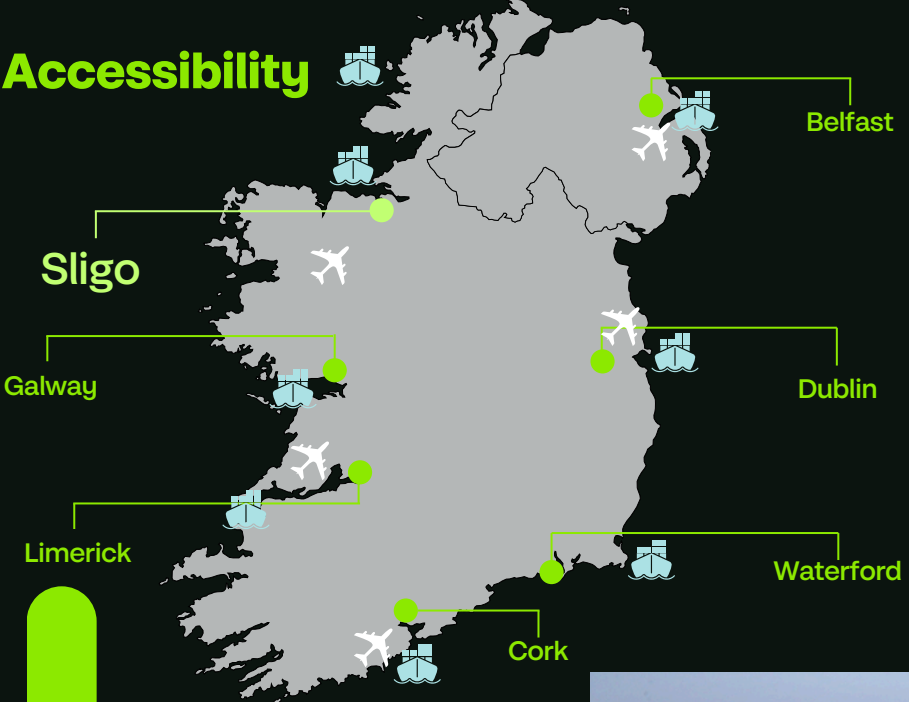 Accessibility
Belfast
Sligo
Galway
Dublin
Limerick
Waterford
Cork